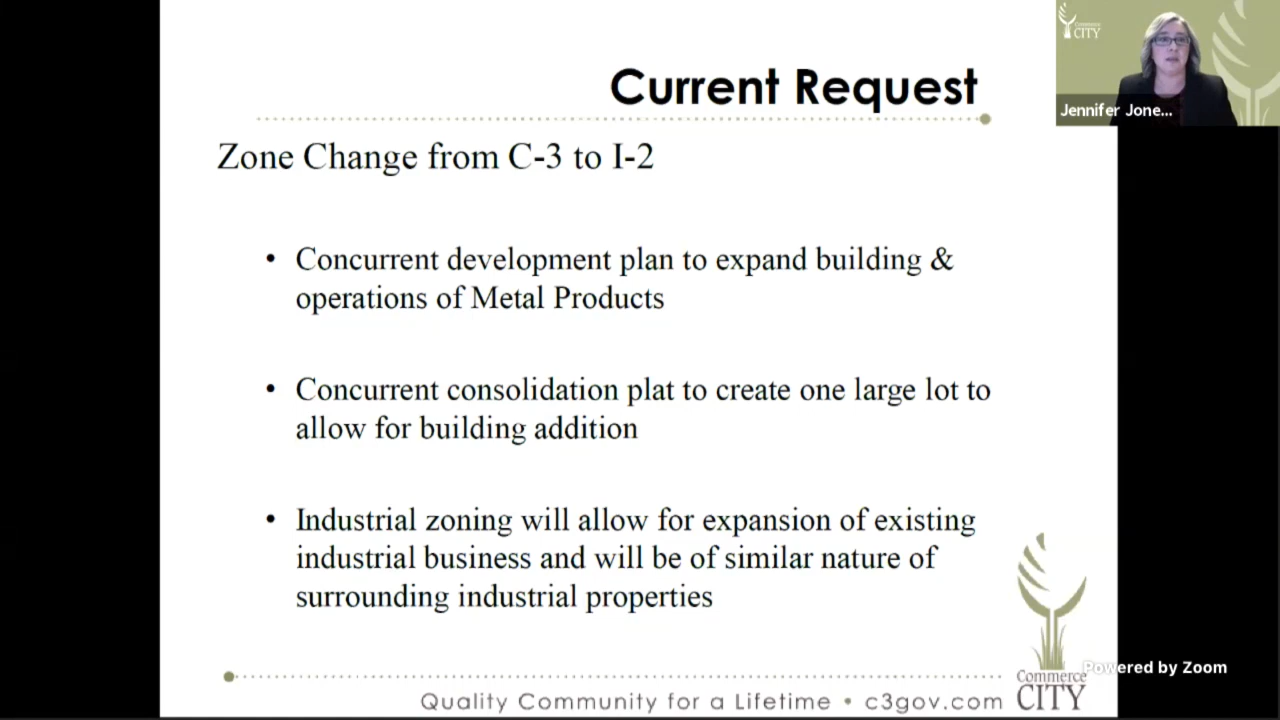 Commerce
CITY
Current Request
Jennifer Jone...
Zone Change from C-3 to I-2
• Concurrent development plan to expand building &
operations of Metal Products
• Concurrent consolidation plat to create one large lot to
allow for building addition
• Industrial zoning will allow for expansion of existing
industrial business and will be of similar nature of
surrounding industrial properties
Powered by Zoom
Commerce
CITY
Quality Community for a Lifetime • c3gov.com